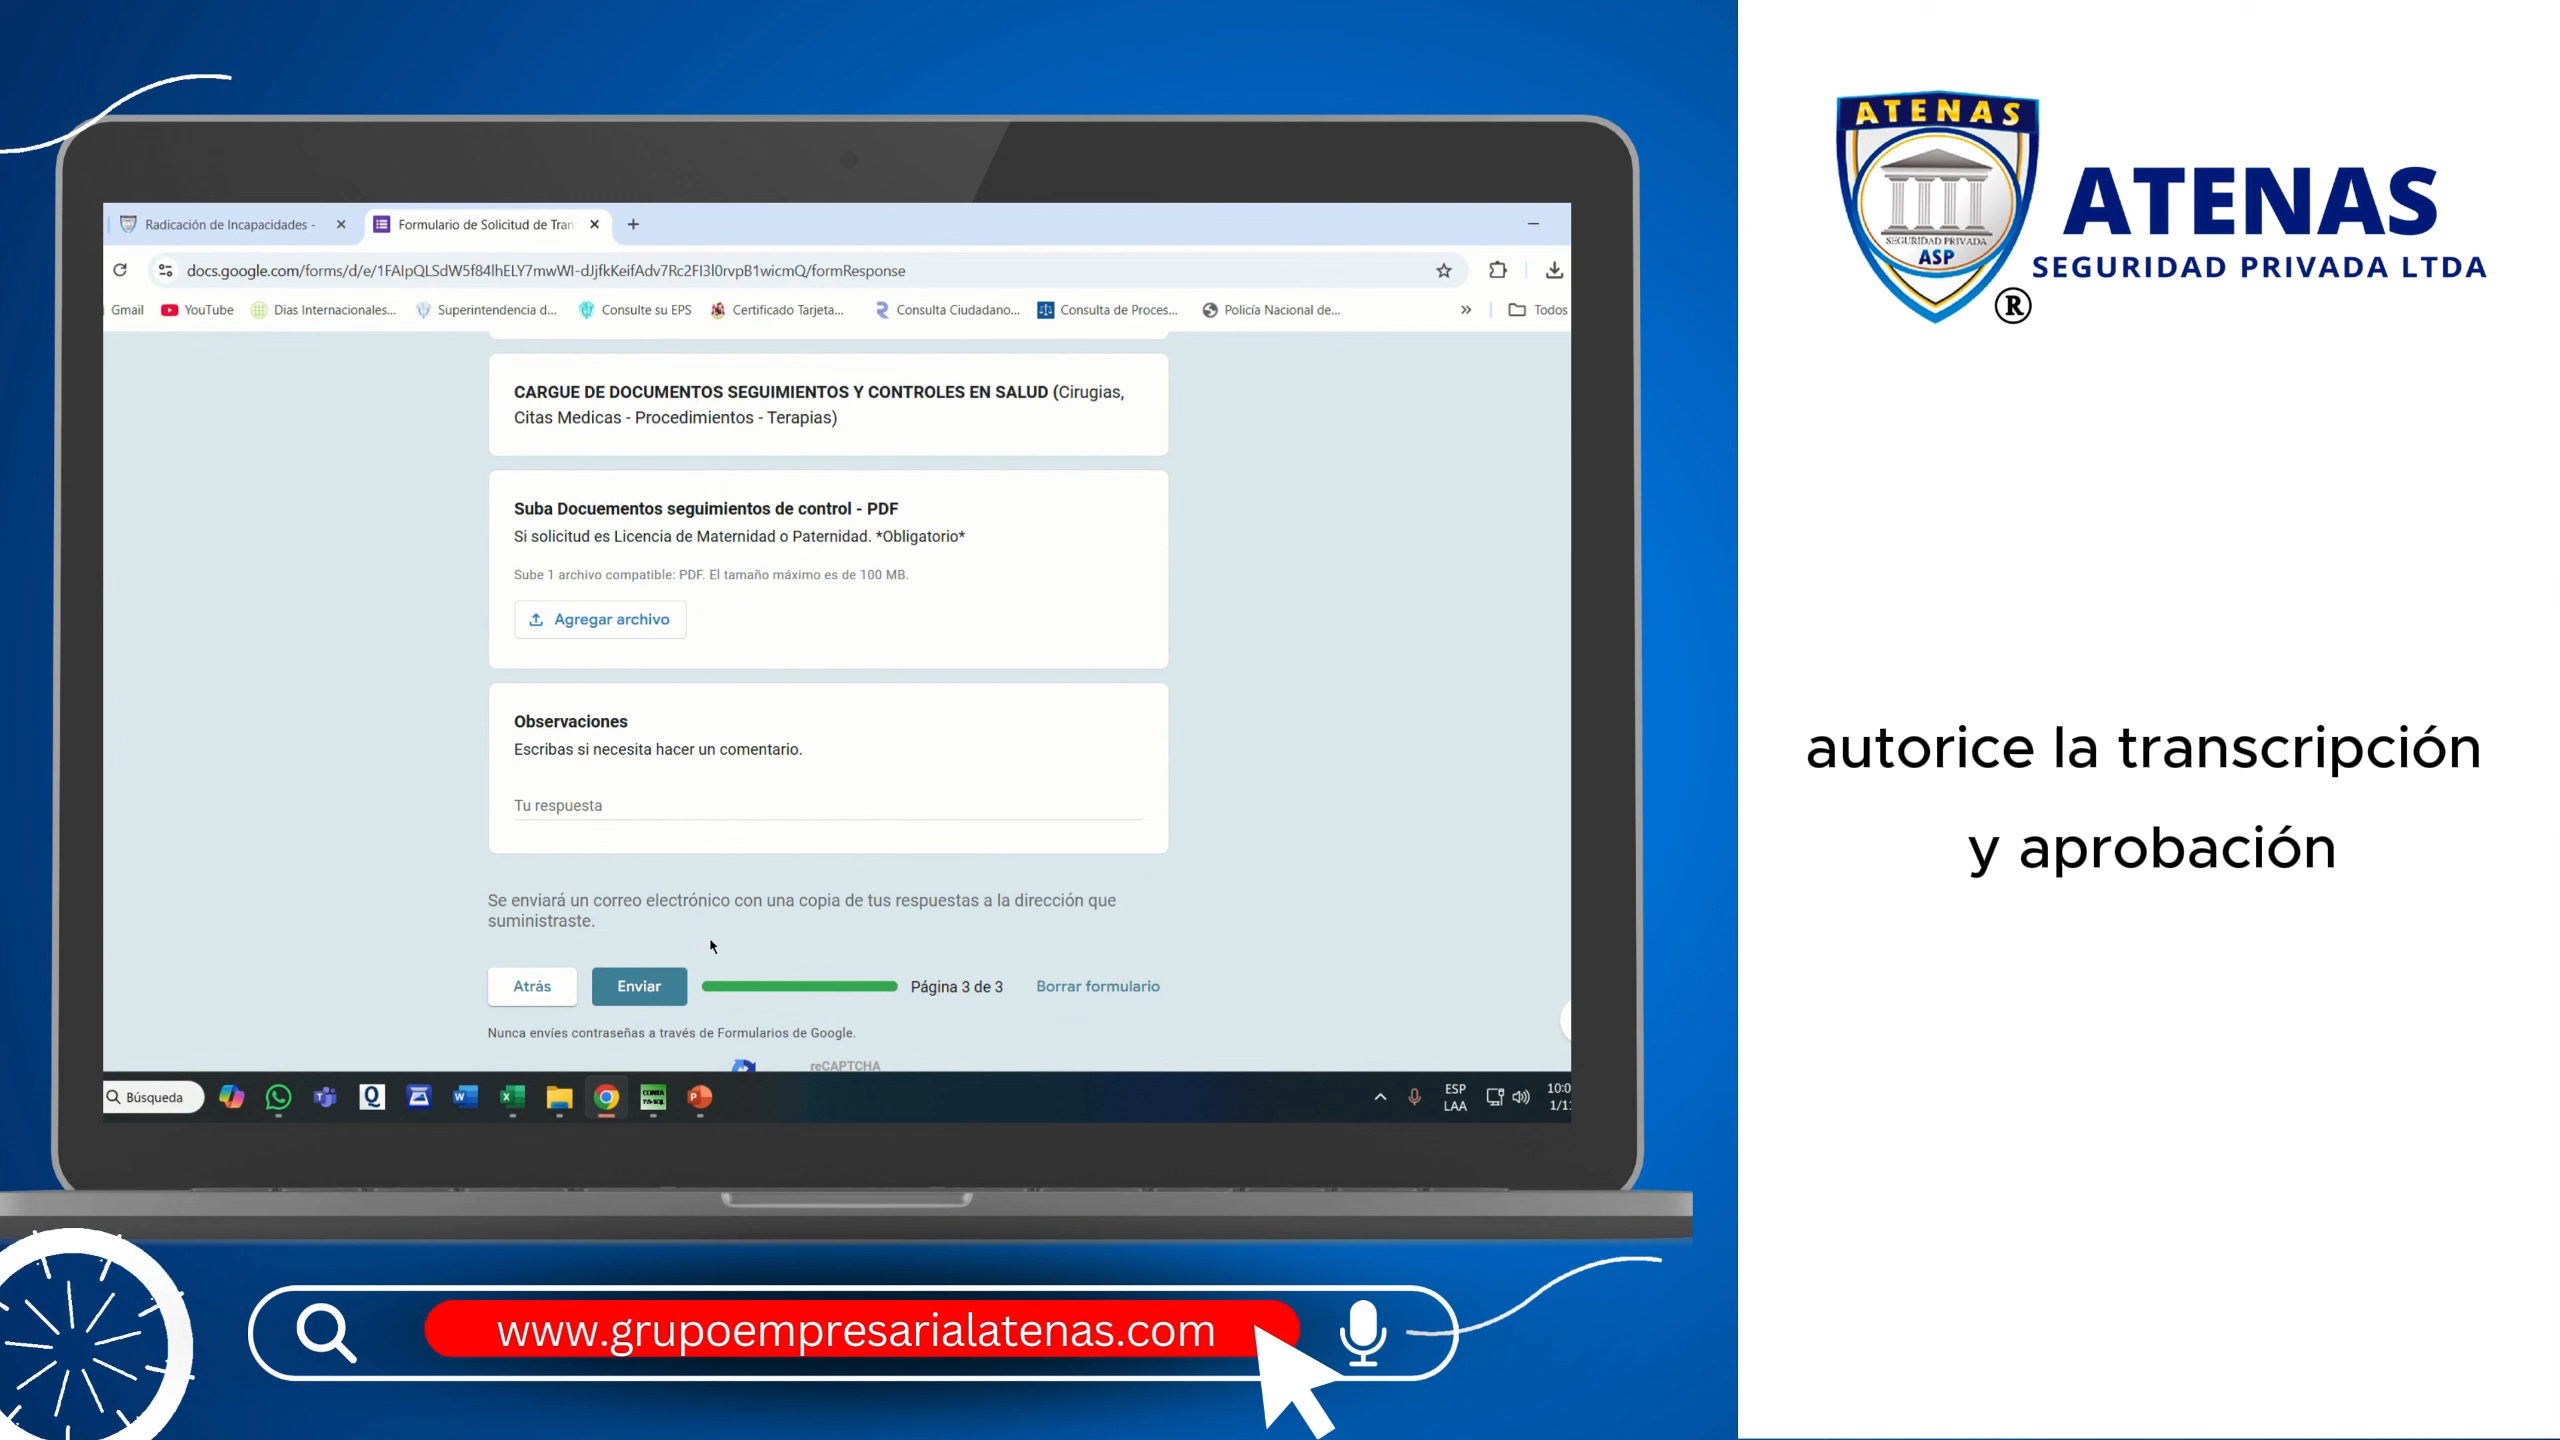 Radicación de Incapacidades -
Formulario de Solicitud de Tran
docs.google.com/forms/d/e/1FAIpQLSdW5f84lhELY7mwWI-dJjfkKeifAdv7Rc2FI3l0rvpB1wicmQ/formResponse
Gmail YouTube Dias Internacionales... Superintendencia d... Consulte su EPS Certificado Tarjeta... Consulta Ciudadano... Consulta de Proces... Policía Nacional de... » Todos
CARGUE DE DOCUMENTOS SEGUIMIENTOS Y CONTROLES EN SALUD (Cirugias,
Citas Medicas - Procedimientos - Terapias)
Suba Docuementos seguimientos de control - PDF
Si solicitud es Licencia de Maternidad o Paternidad. *Obligatorio*
Sube 1 archivo compatible: PDF. El tamaño máximo es de 100 MB.
Agregar archivo
Observaciones
Escribas si necesita hacer un comentario.
Tu respuesta
Se enviará un correo electrónico con una copia de tus respuestas a la dirección que
suministraste.
Atrás Enviar Página 3 de 3 Borrar formulario
Nunca envíes contraseñas a través de Formularios de Google.
reCAPTCHA
Búsqueda
ESP
LAA
10:0
1/1
www.grupoempresarialatenas.com
ATENAS
SEGURIDAD PRIVADA
ASP
®
ATENAS
SEGURIDAD PRIVADA LTDA
autorice la transcripción
y aprobación